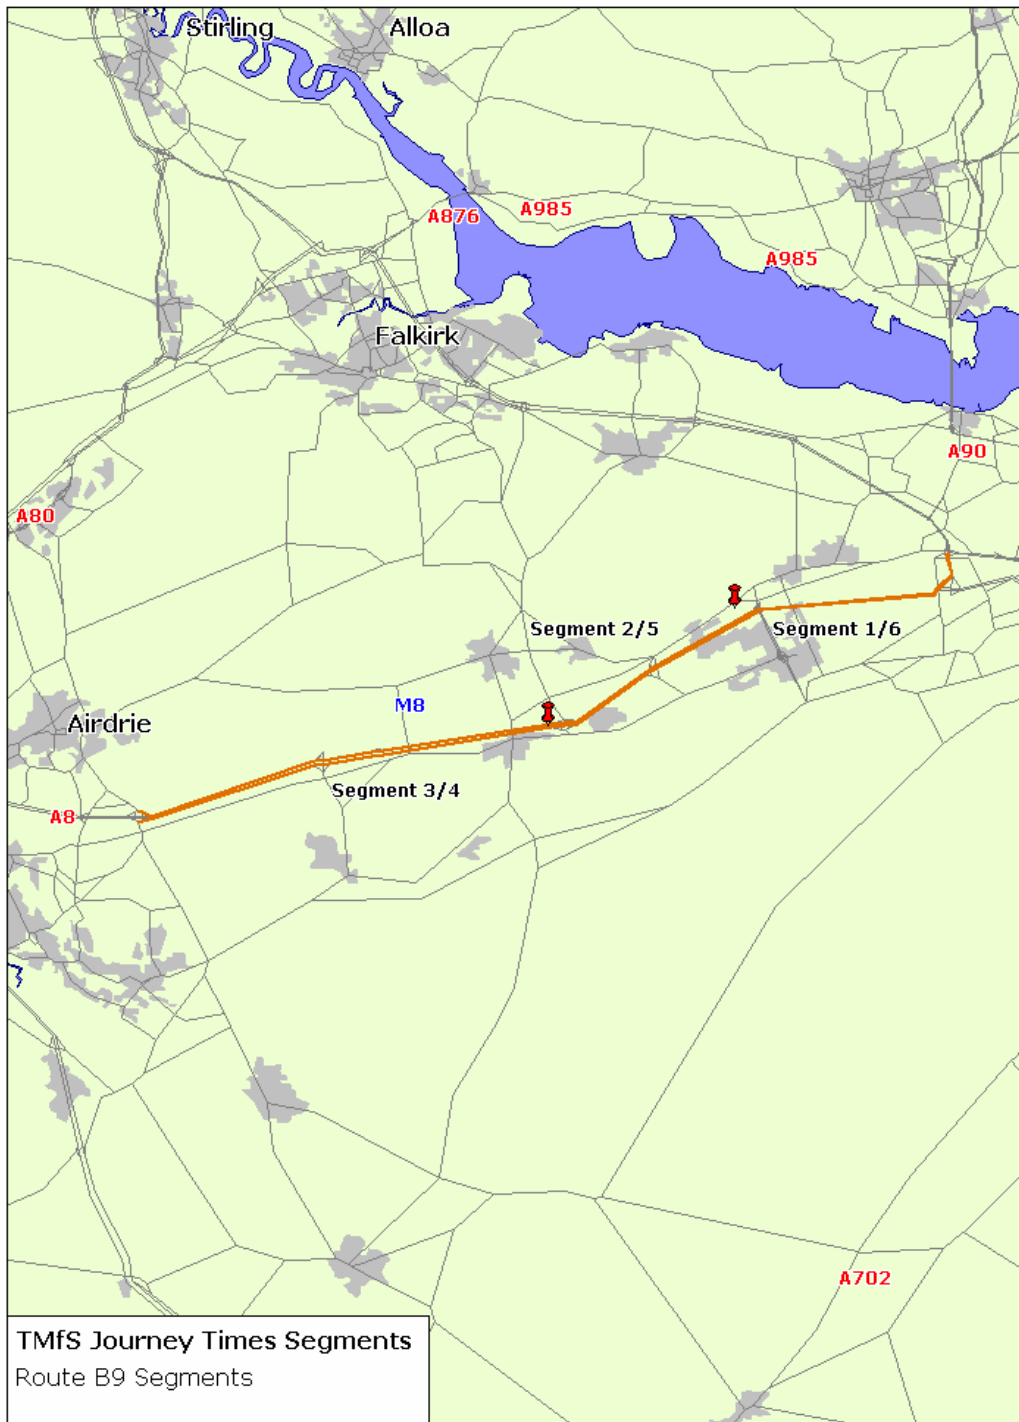 Stirling
Alloa
A876
A985
A985
Falkirk
A90
A80
Segment 2/5
Segment 1/6
M8
Airdrie
Segment 3/4
A8
A702
TMfS Journey Times Segments
Route B9 Segments